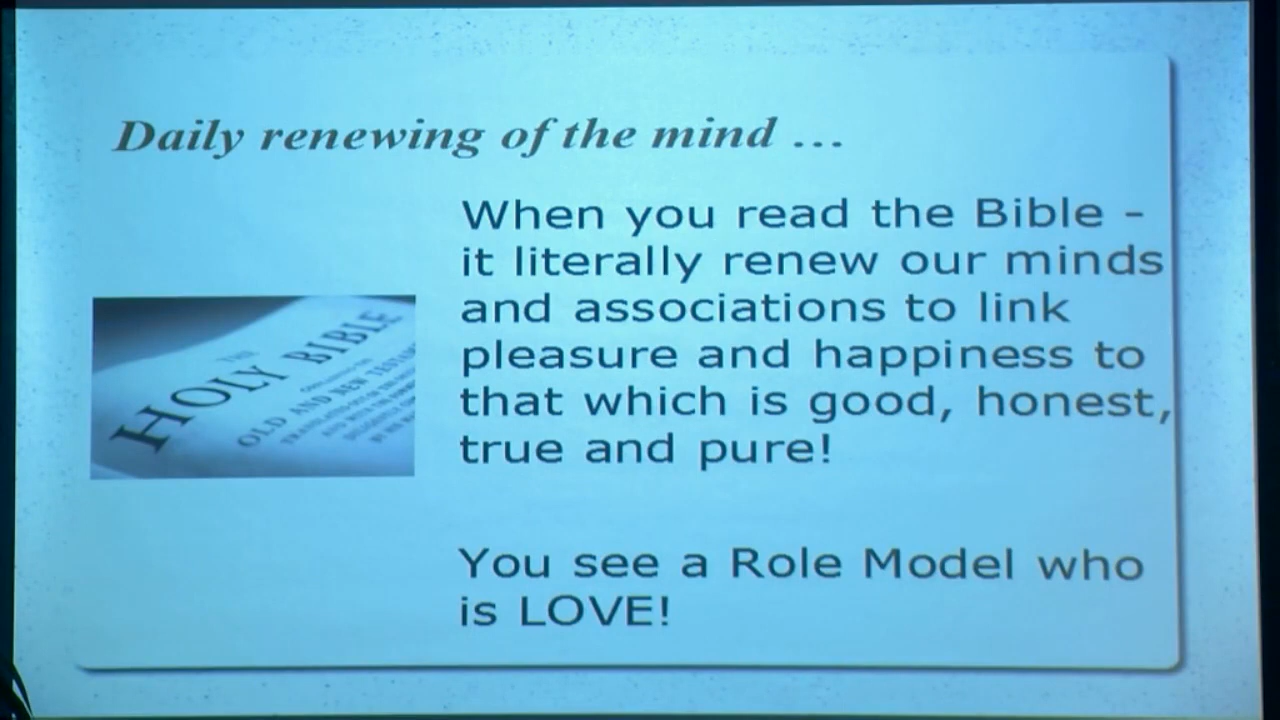 Daily renewing of the mind ...
When you read the Bible -
it literally renew our minds
and associations to link
pleasure and happiness to
that which is good, honest,
true and pure!
THE
HOLY BIBLE
OLD AND NEW
You see a Role Model who
is LOVE!